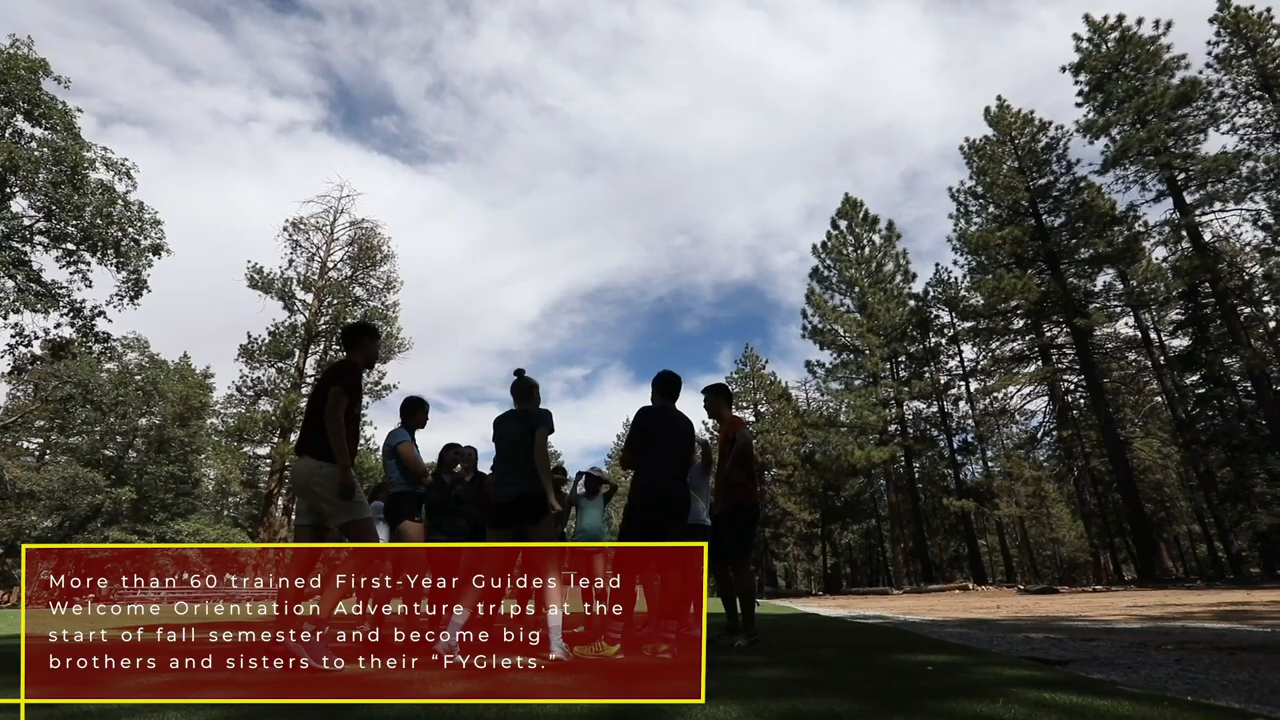 More than 60 trained First-Year Guides lead
Welcome Orientation Adventure trips at the
start of fall semester and become big
brothers and sisters to their “FYGlets.”